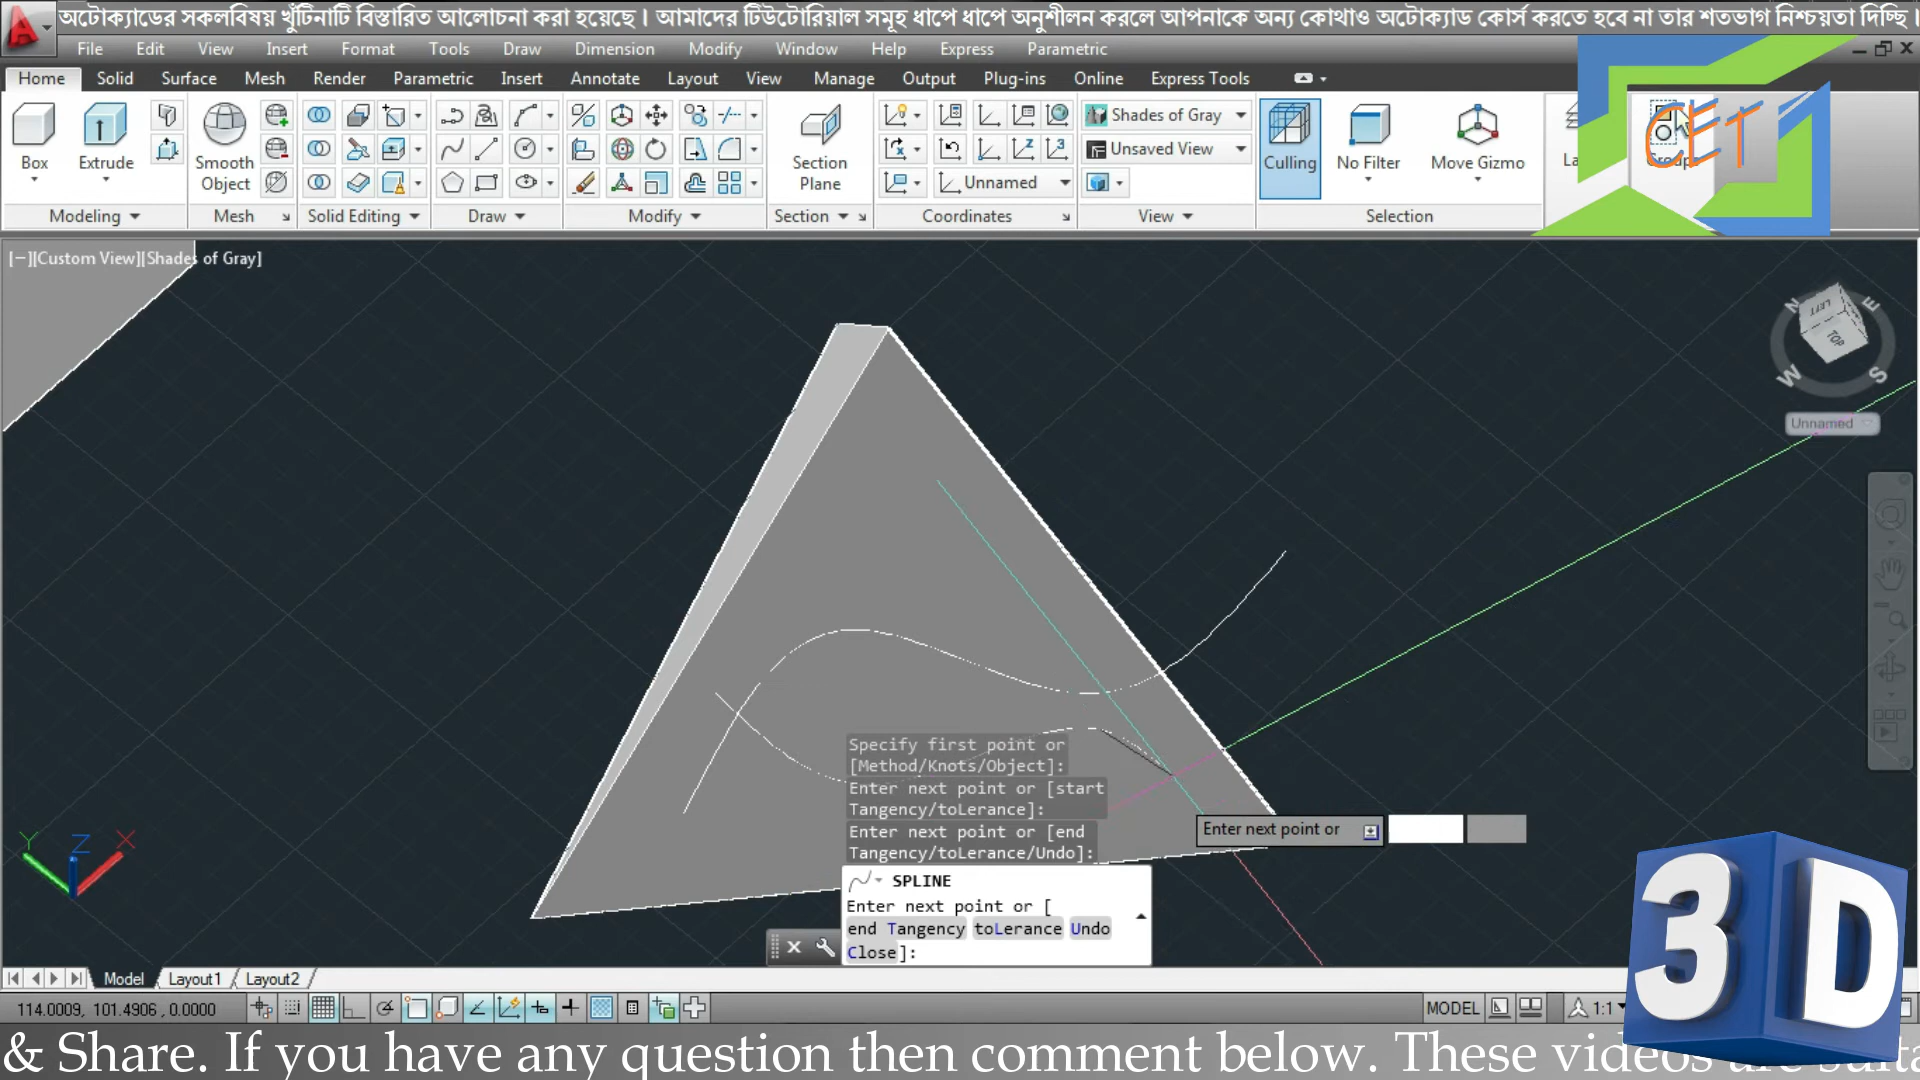 অটোক্যাডের সকলবিষয় খুঁটিনাটি বিস্তারিত আলোচনা করা হয়েছে। আমাদের টিউটোরিয়াল সমূহ ধাপে ধাপে অনুশীলন করলে আপনাকে অন্য কোথাও অটোক্যাড কোর্স করতে হবে না তার শতভাগ নিশ্চয়তা দিচ্ছি।
File Edit View Insert Format Tools Draw Dimension Modify Window Help Express Parametric
Home Solid Surface Mesh Render Parametric Insert Annotate Layout View Manage Output Plug-ins Online Express Tools
CET
Shades of Gray
Unsaved View
Box Extrude Smooth Object Section Plane Culling No Filter Move Gizmo
Unnamed
Modeling Mesh Solid Editing Draw Modify Section Coordinates View Selection
[−][Custom View][Shades of Gray]
N E LEFT TOP W S
Unnamed
Specify first point or
[Method/Knots/Object]:
Enter next point or [start
Tangency/toLerance]:
Enter next point or [end
Tangency/toLerance/Undo]:
Enter next point or
SPLINE
Enter next point or [
end Tangency toLerance Undo
Close]:
Y Z X
3D
Model Layout1 Layout2
114.0009, 101.4906 , 0.0000 MODEL 1:1
& Share. If you have any question then comment below. These videos are